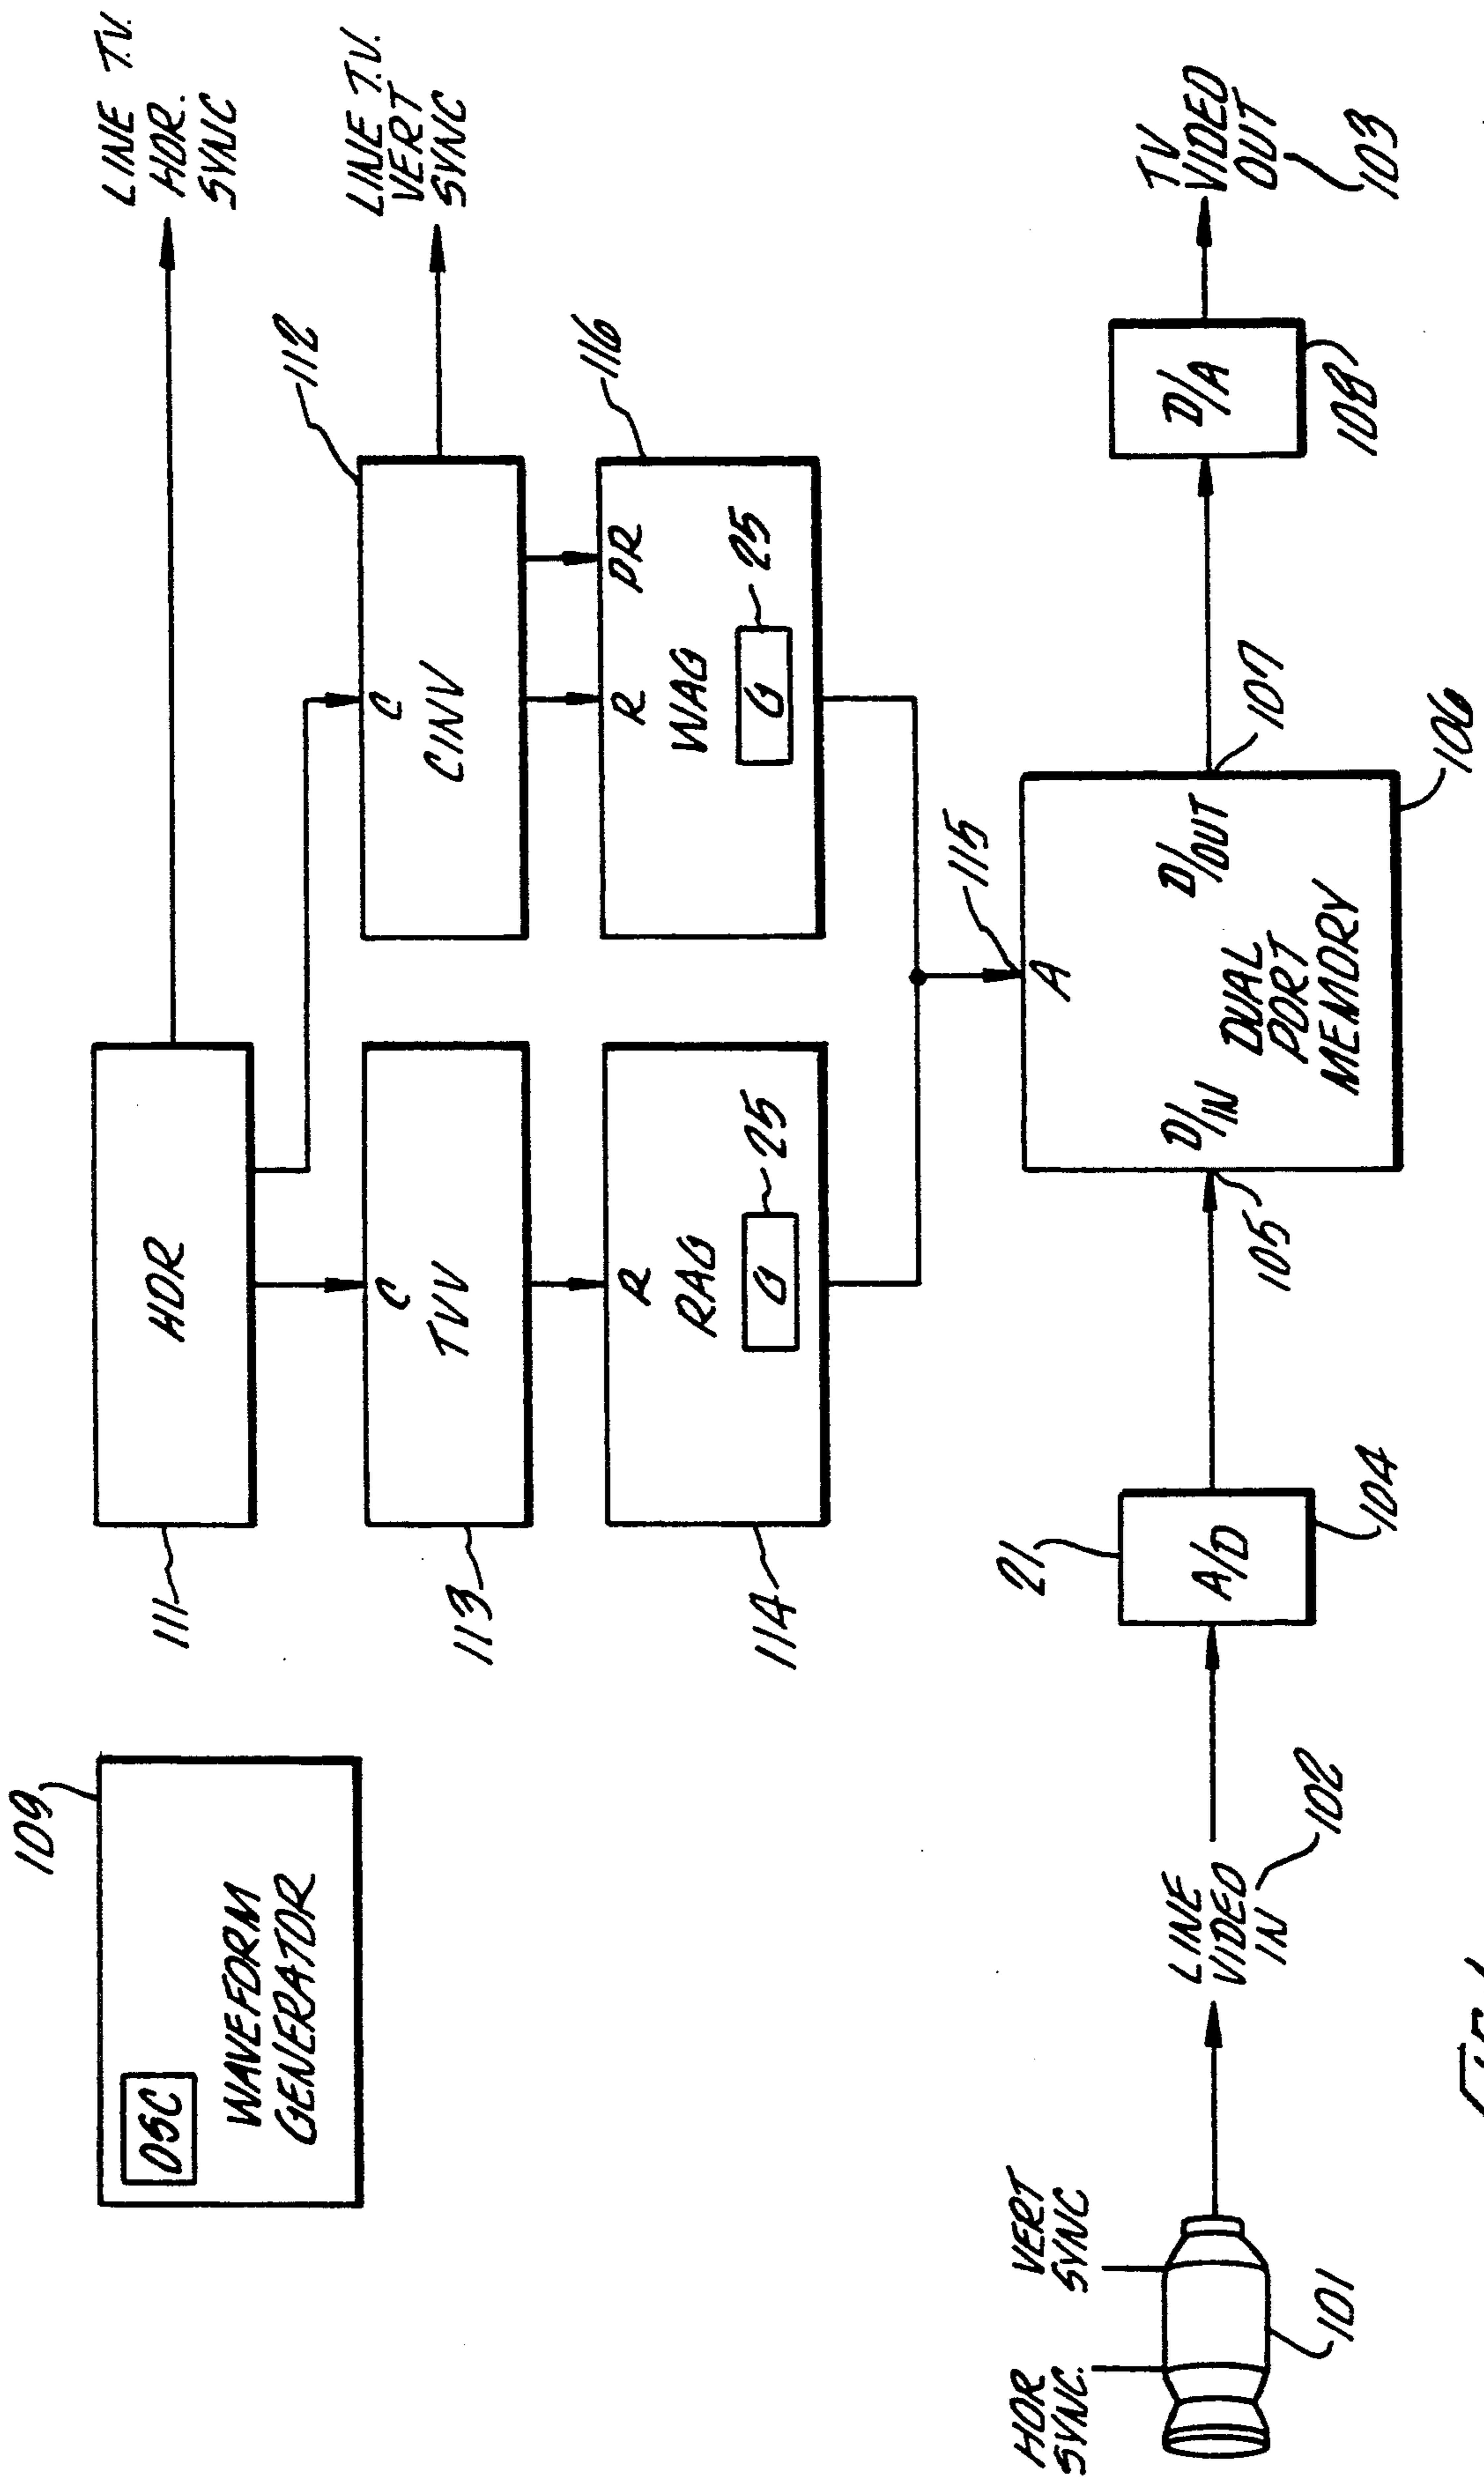 109
OSC
WAVEFORM
GENERATOR
111
HOR
LINE T.V.
HOR.
SYNC
113
C
TVV
C
CINV
112
LINE T.V.
VERT
SYNC
114
R
RAG
G
25
R
PR
WAG
G
25
116
HOR
SYNC.
VERT
SYNC
101
LINE
VIDEO
IN
102
21
A/D
104
105
115
A
D/IN
D/OUT
DUAL
PORT
MEMORY
106
107
D/A
108
TV
VIDEO
OUT
103